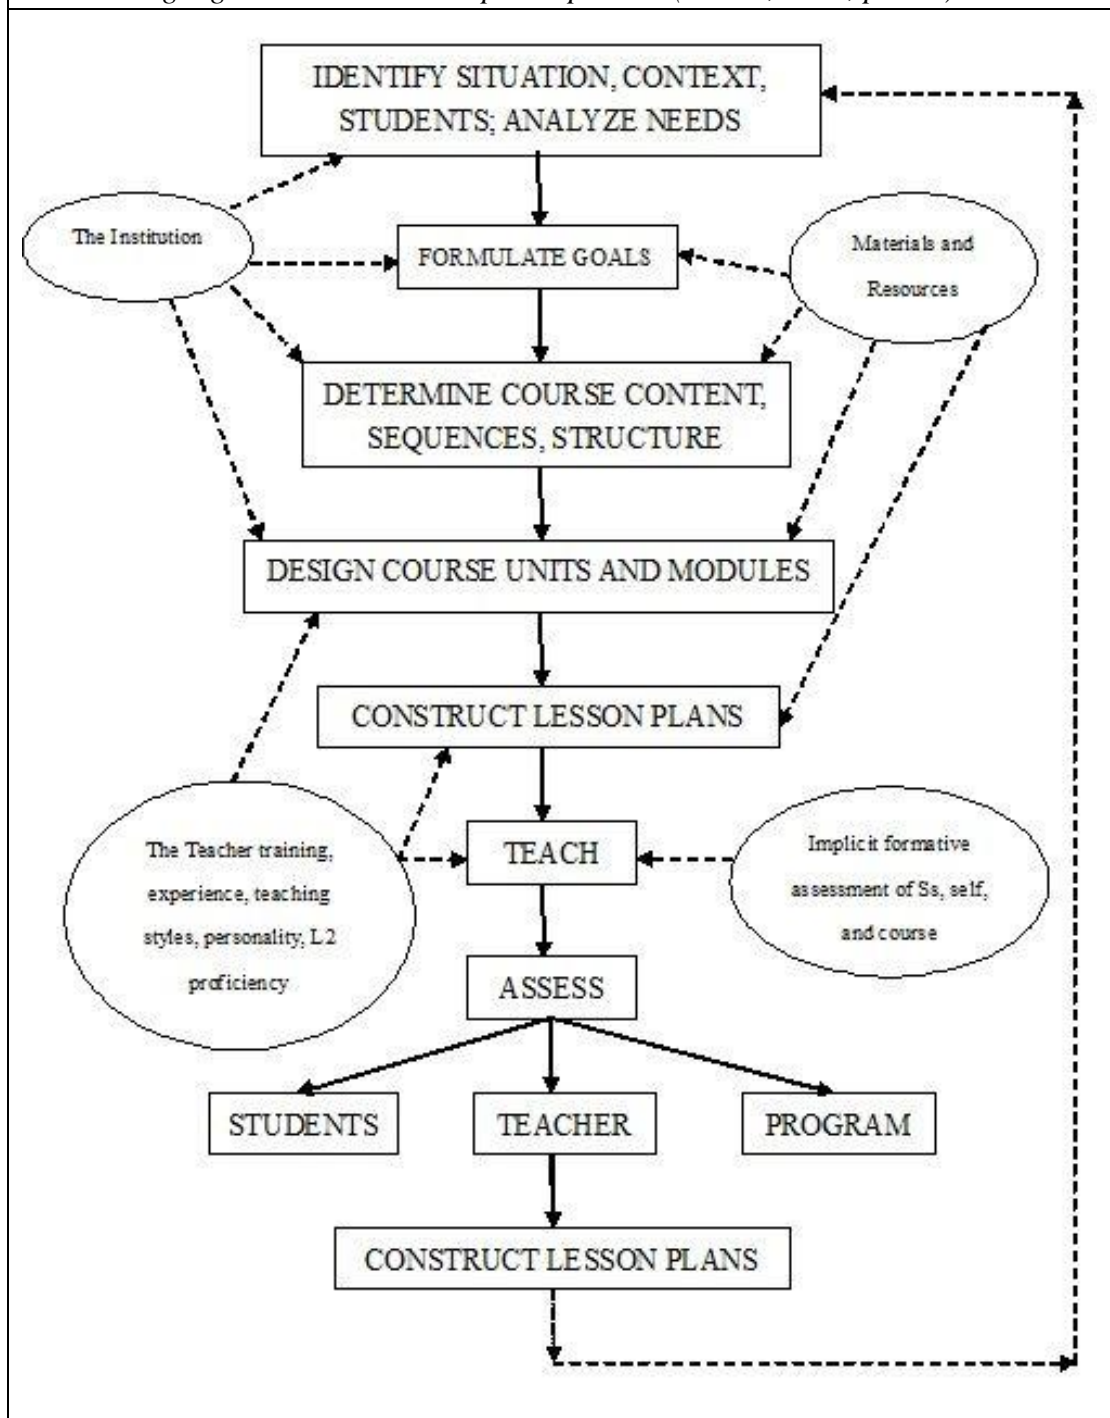 IDENTIFY SITUATION, CONTEXT,
STUDENTS; ANALYZE NEEDS
The Institution
FORMULATE GOALS
Materials and
Resources
DETERMINE COURSE CONTENT,
SEQUENCES, STRUCTURE
DESIGN COURSE UNITS AND MODULES
CONSTRUCT LESSON PLANS
The Teacher training,
experience, teaching
styles, personality, L2
proficiency
TEACH
Implicit formative
assessment of Ss, self,
and course
ASSESS
STUDENTS
TEACHER
PROGRAM
CONSTRUCT LESSON PLANS